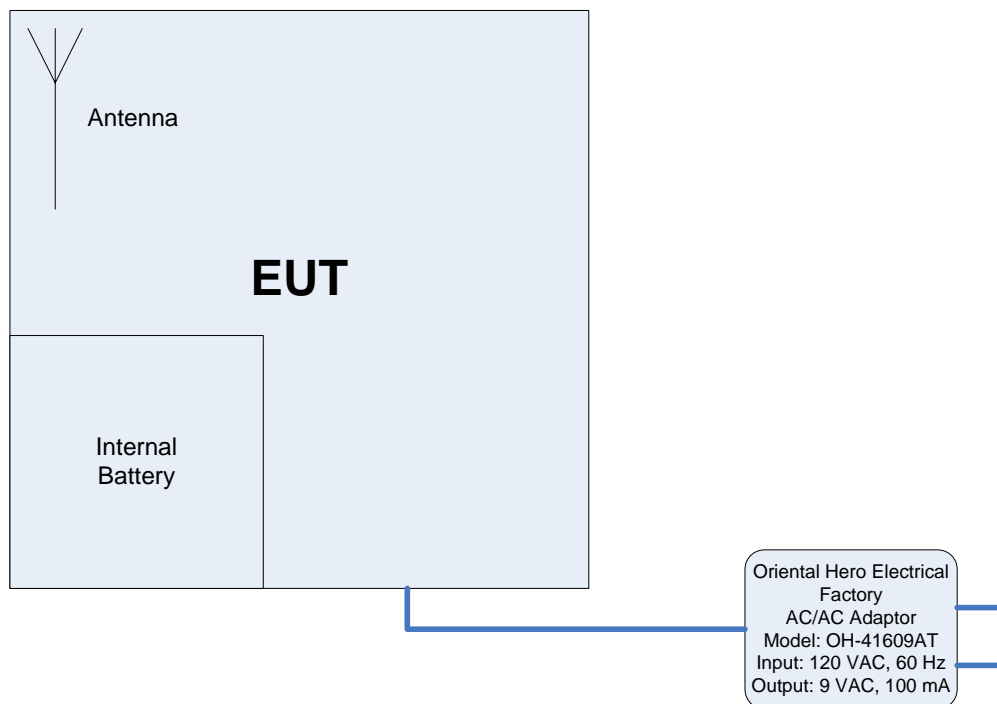 Antenna
EUT
Internal
Battery
Oriental Hero Electrical
Factory
AC/AC Adaptor
Model: OH-41609AT
Input: 120 VAC, 60 Hz
Output: 9 VAC, 100 mA